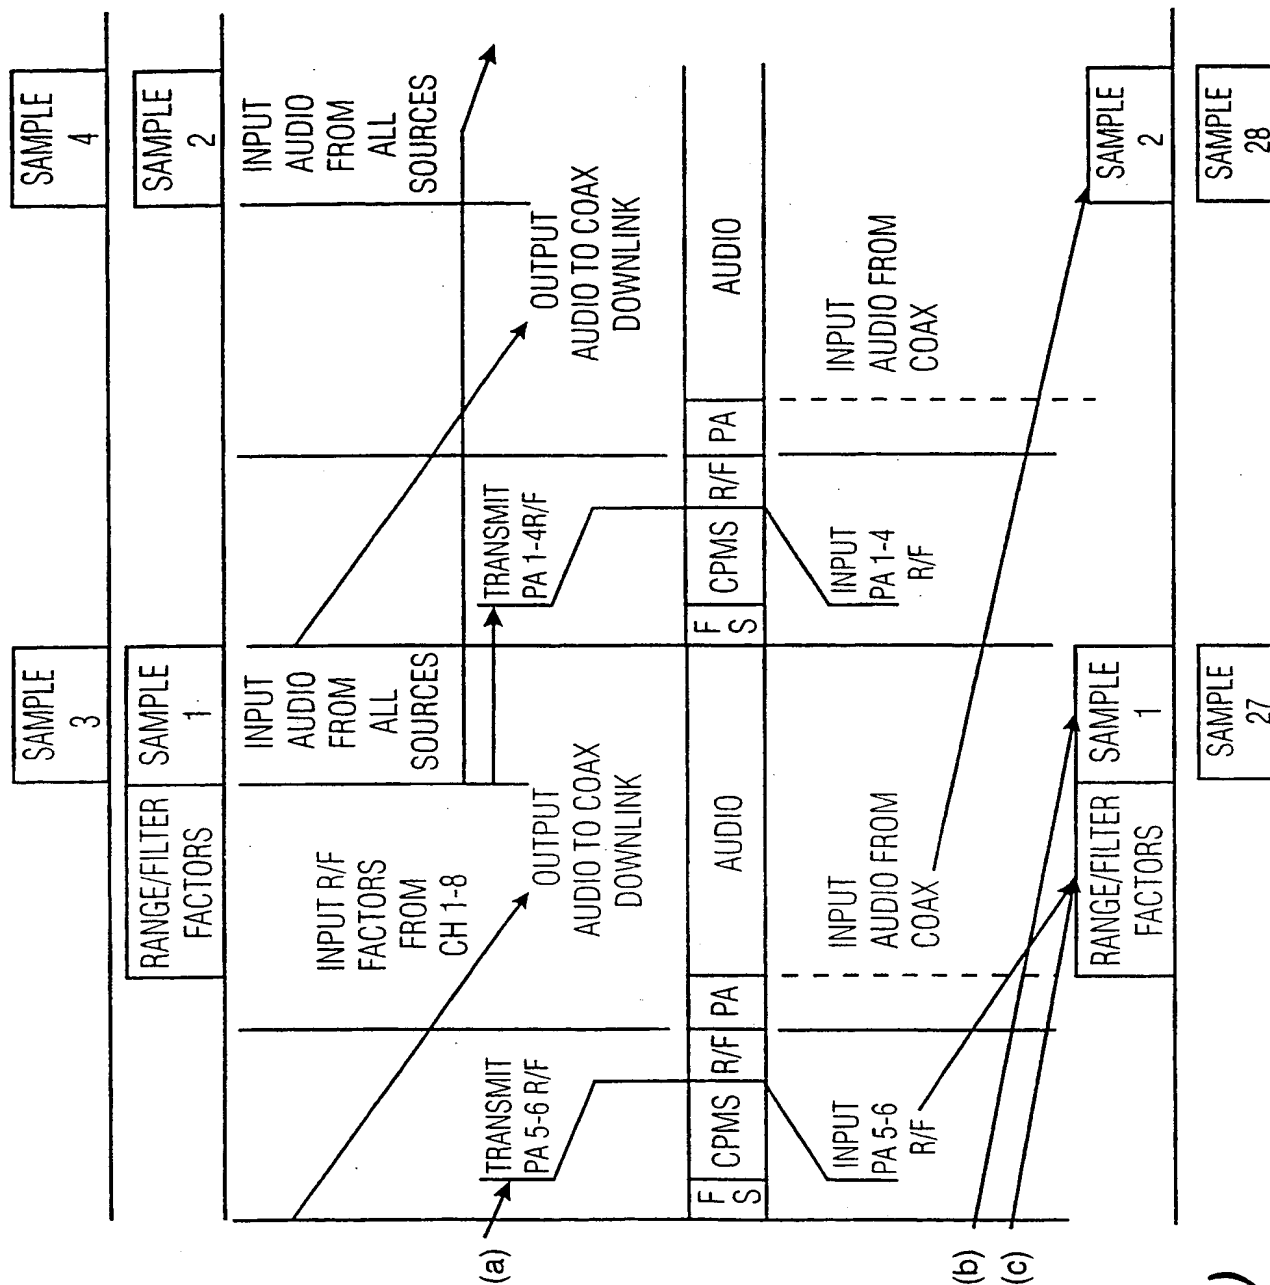 SAMPLE
3
SAMPLE
4
RANGE/FILTER
FACTORS
SAMPLE
1
SAMPLE
2
INPUT R/F
FACTORS
FROM
CH 1-8
INPUT
AUDIO
FROM
ALL
SOURCES
INPUT
AUDIO
FROM
ALL
SOURCES
(a)
TRANSMIT
PA 5-6 R/F
OUTPUT
AUDIO TO COAX
DOWNLINK
TRANSMIT
PA 1-4R/F
OUTPUT
AUDIO TO COAX
DOWNLINK
F
S
CPMS
R/F
PA
AUDIO
F
S
CPMS
R/F
PA
AUDIO
INPUT
PA 5-6
R/F
INPUT
AUDIO FROM
COAX
INPUT
PA 1-4
R/F
INPUT
AUDIO FROM
COAX
(b)
(c)
RANGE/FILTER
FACTORS
SAMPLE
1
SAMPLE
2
SAMPLE
27
SAMPLE
28